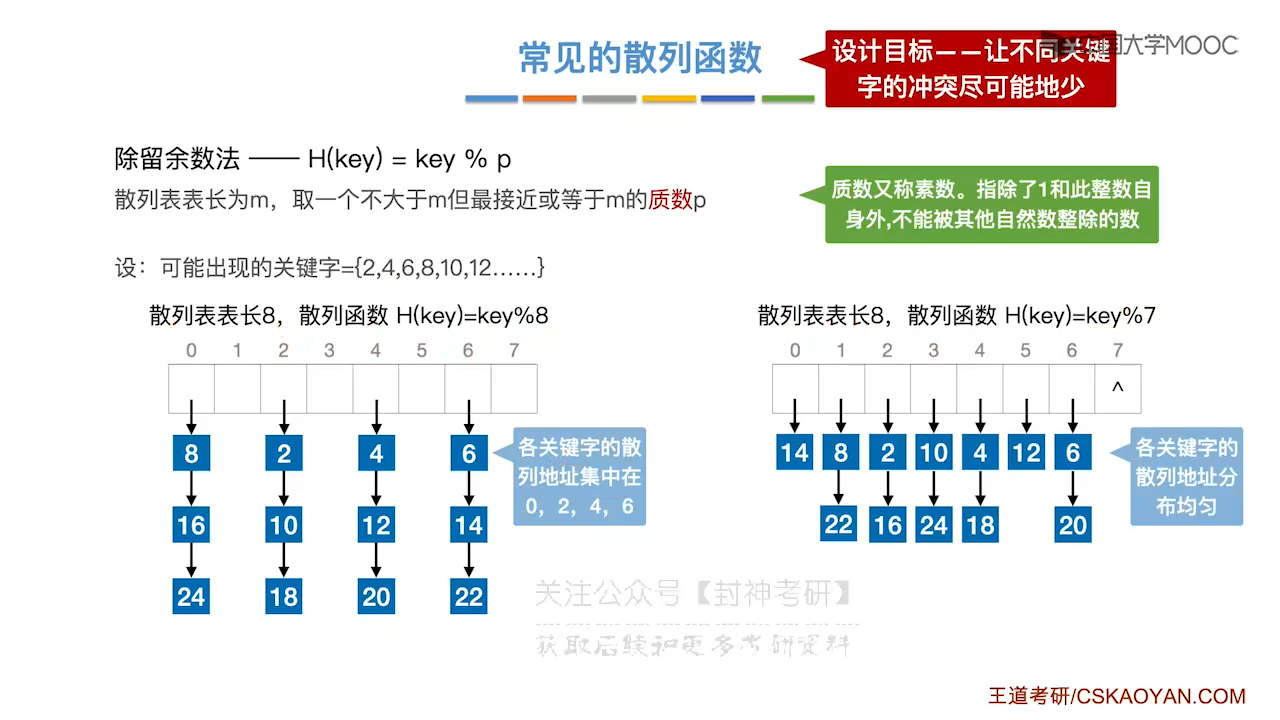 常见的散列函数
设计目标——让不同关键
字的冲突尽可能地少
中国大学MOOC
除留余数法 —— H(key) = key % p
散列表表长为m，取一个不大于m但最接近或等于m的质数p
质数又称素数。指除了1和此整数自
身外,不能被其他自然数整除的数
设：可能出现的关键字={2,4,6,8,10,12……}
散列表表长8，散列函数 H(key)=key%8
0 1 2 3 4 5 6 7
8 2 4 6
16 10 12 14
24 18 20 22
各关键字的散
列地址集中在
0，2，4，6
散列表表长8，散列函数 H(key)=key%7
0 1 2 3 4 5 6 7
^
14 8 2 10 4 12 6
22 16 24 18 20
各关键字的
散列地址分
布均匀
关注公众号【封神考研】
获取后续和更多考研资料
王道考研/CSKAOYAN.COM